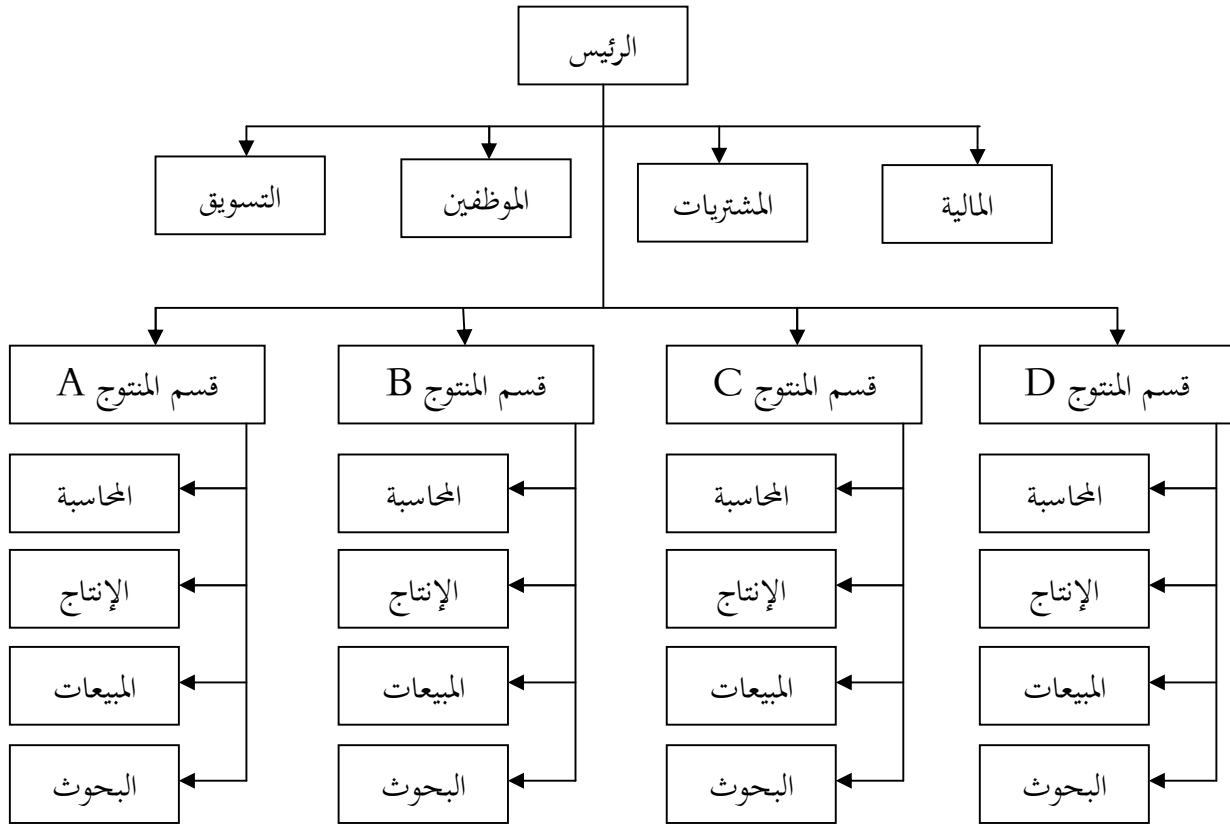 الرئيس
المالية
المشتريات
الموظفين
التسويق
قسم المنتوج D
قسم المنتوج C
قسم المنتوج B
قسم المنتوج A
المحاسبة
المحاسبة
المحاسبة
المحاسبة
الإنتاج
الإنتاج
الإنتاج
الإنتاج
المبيعات
المبيعات
المبيعات
المبيعات
البحوث
البحوث
البحوث
البحوث